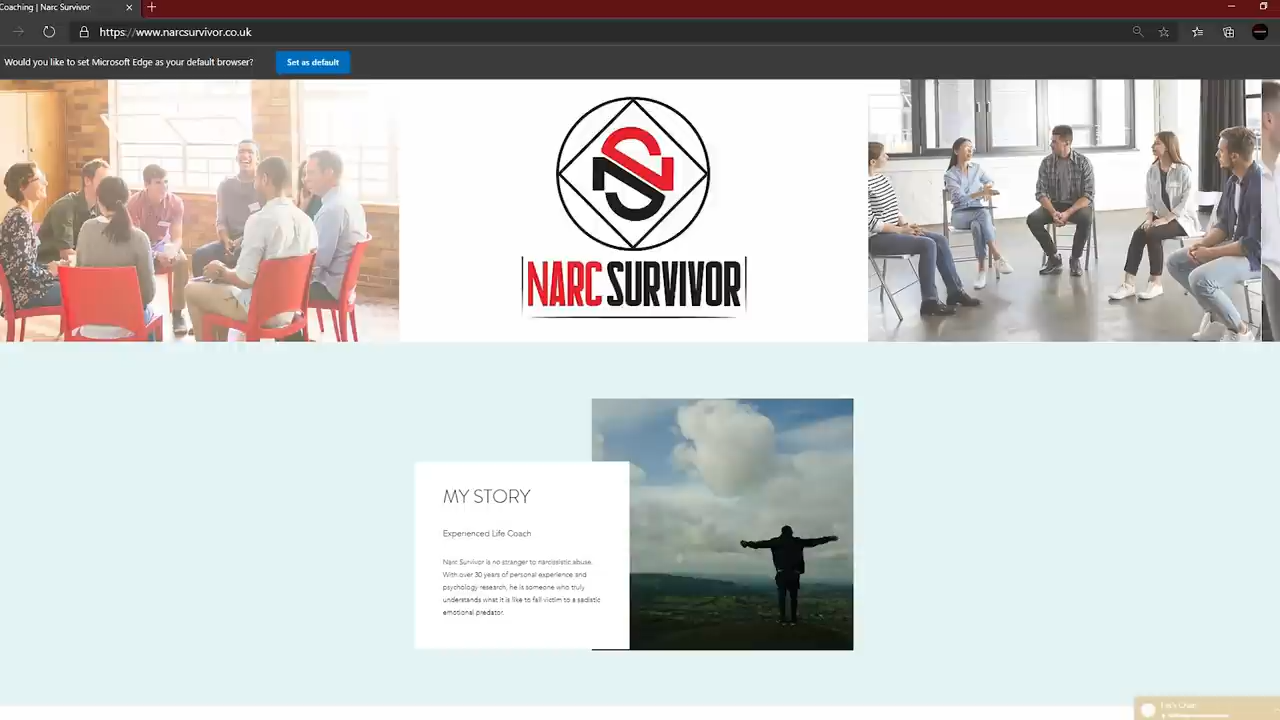 Coaching | Narc Survivor
https://www.narcsurvivor.co.uk
Would you like to set Microsoft Edge as your default browser?
Set as default
NS
NARC SURVIVOR
MY STORY
Experienced Life Coach
Narc Survivor is no stranger to narcissistic abuse.
With over 30 years of personal experience and
psychology research, he is someone who truly
understands what it is like to fall victim to a sadistic
emotional predator.
Let's Chat